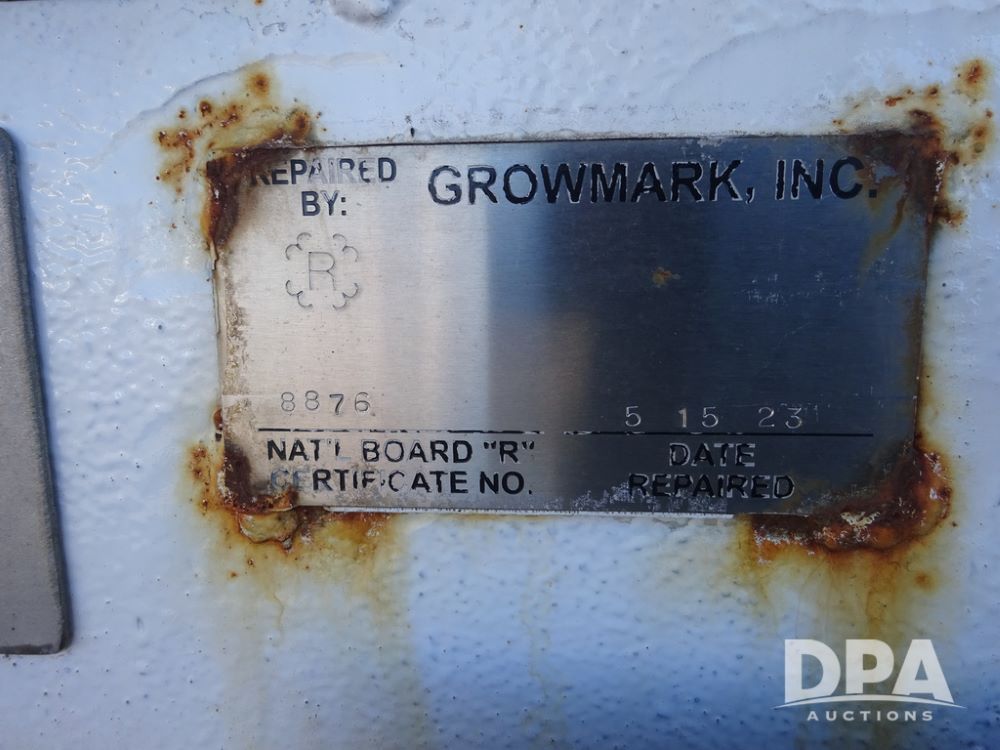 REPAIRED BY:
GROWMARK, INC.
R
8876
5 15 23
NAT'L BOARD "R"
CERTIFICATE NO.
DATE
REPAIRED
DPA
AUCTIONS